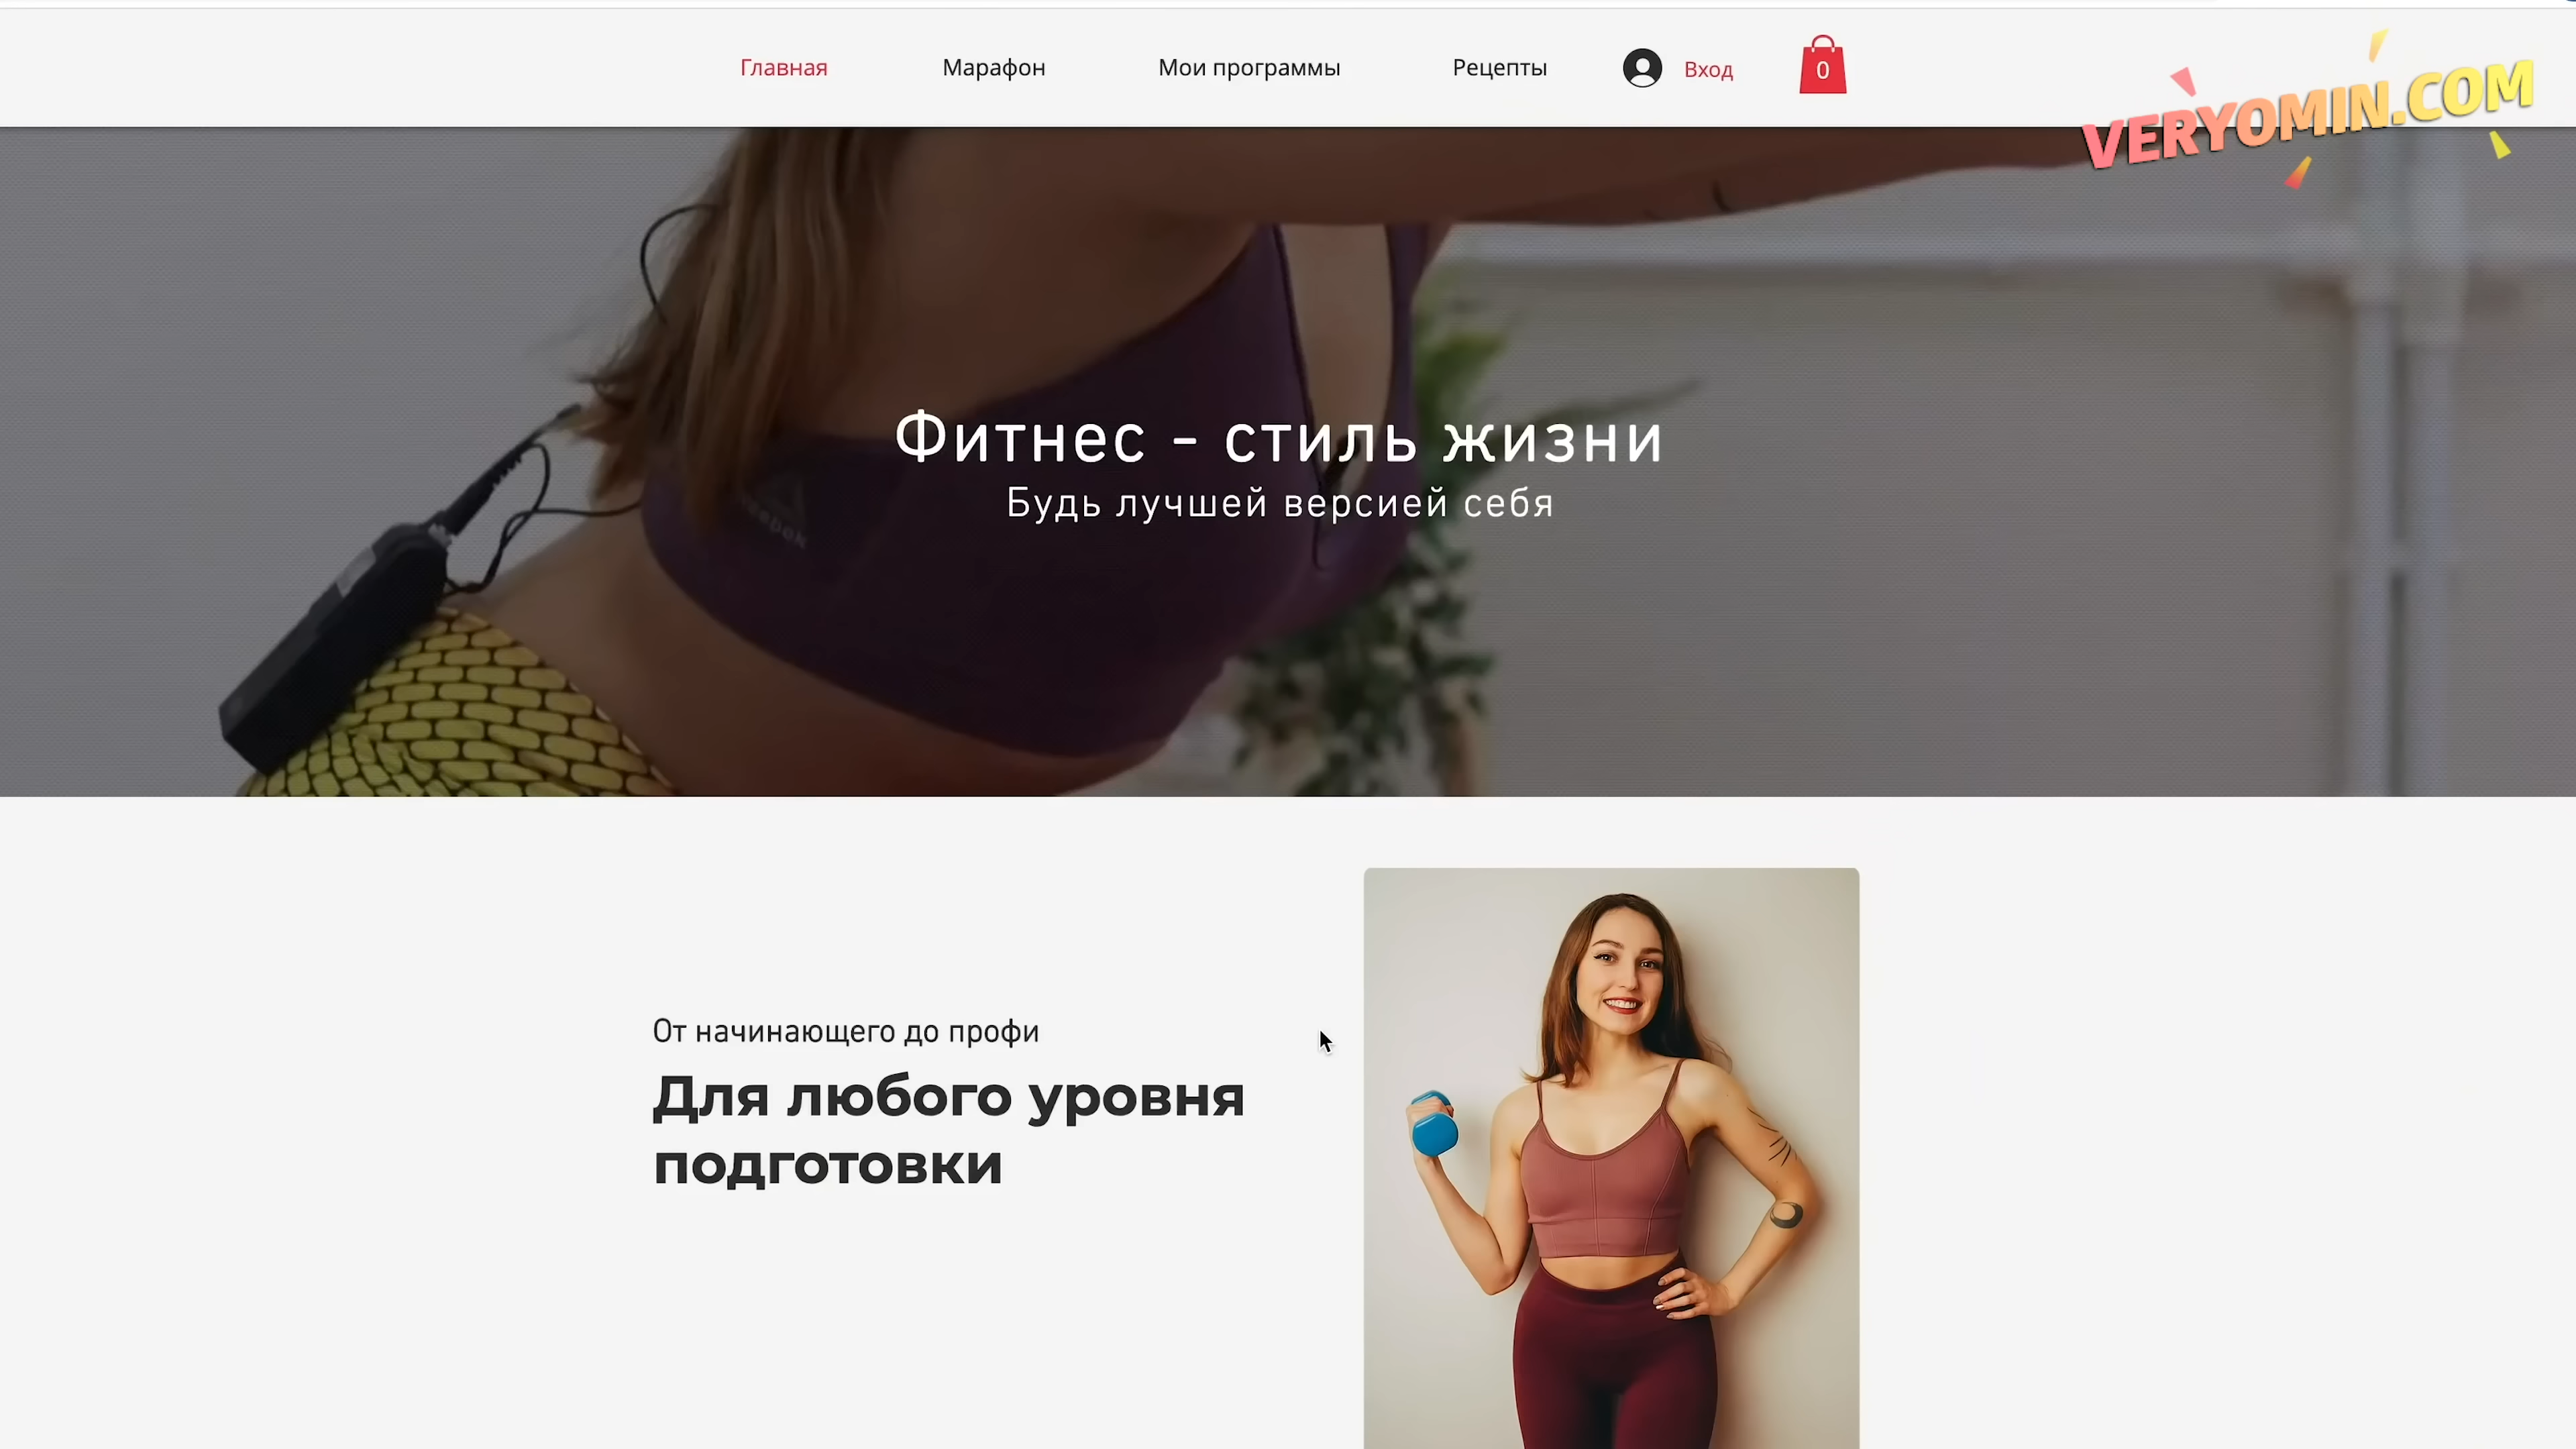 Главная Марафон Мои программы Рецепты Вход 0
VERYOMIN.COM
Фитнес - стиль жизни
Будь лучшей версией себя
Reebok
От начинающего до профи
Для любого уровня
подготовки